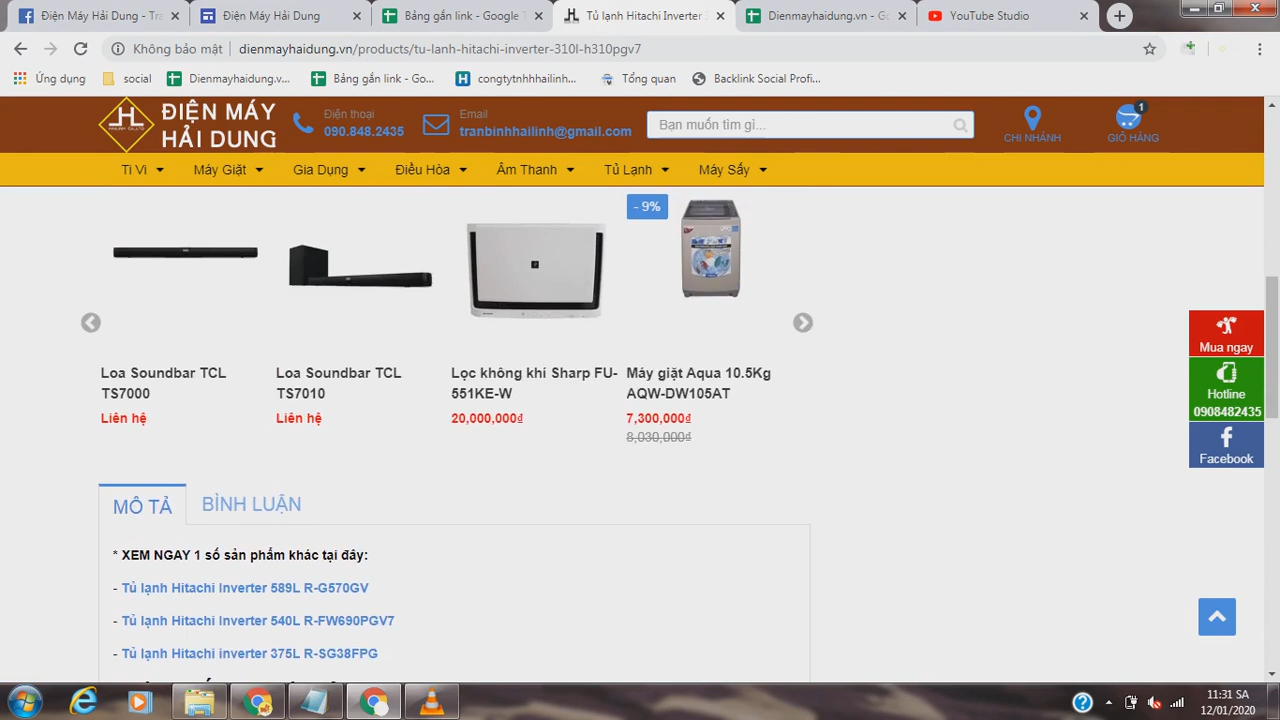 Điện Máy Hải Dung - Tra
Điện Máy Hải Dung
Bảng gắn link - Google T
Tủ lạnh Hitachi Inverter 3
Dienmayhaidung.vn - Go
YouTube Studio
Không bảo mật | dienmayhaidung.vn/products/tu-lanh-hitachi-inverter-310l-h310pgv7
Ứng dụng
social
Dienmayhaidung.v...
Bảng gắn link - Go...
congtytnhhhailinh...
Tổng quan
Backlink Social Profi...
ĐIỆN MÁY
HẢI DUNG
Điện thoại
090.848.2435
Email
tranbinhhailinh@gmail.com
Bạn muốn tìm gì...
CHI NHÁNH
1
GIỎ HÀNG
Ti Vi
Máy Giặt
Gia Dụng
Điều Hòa
Âm Thanh
Tủ Lạnh
Máy Sấy
- 9%
Loa Soundbar TCL
TS7000
Liên hệ
Loa Soundbar TCL
TS7010
Liên hệ
Lọc không khí Sharp FU-
551KE-W
20,000,000₫
Máy giặt Aqua 10.5Kg
AQW-DW105AT
7,300,000₫
8,030,000₫
Mua ngay
Hotline
0908482435
Facebook
MÔ TẢ
BÌNH LUẬN
* XEM NGAY 1 số sản phẩm khác tại đây:
- Tủ lạnh Hitachi Inverter 589L R-G570GV
- Tủ lạnh Hitachi Inverter 540L R-FW690PGV7
- Tủ lạnh Hitachi inverter 375L R-SG38FPG
11:31 SA
12/01/2020